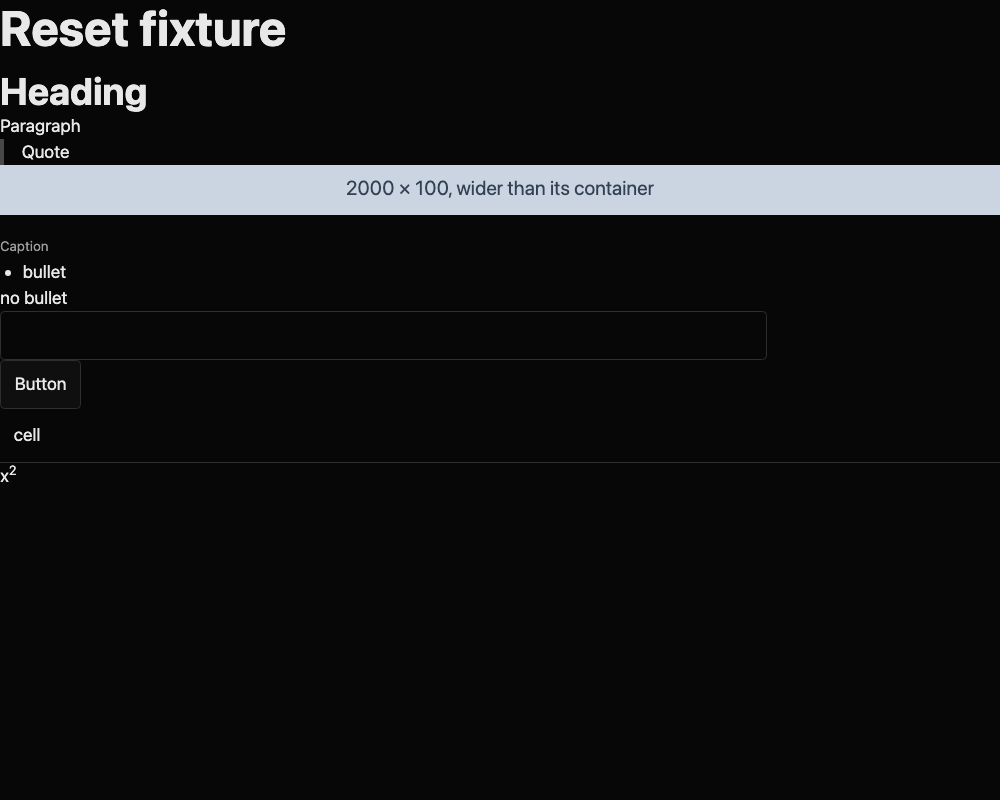 Reset fixture
Heading
Paragraph
Quote
2000 × 100, wider than its container
Caption
• bullet
no bullet
Button
cell
x²